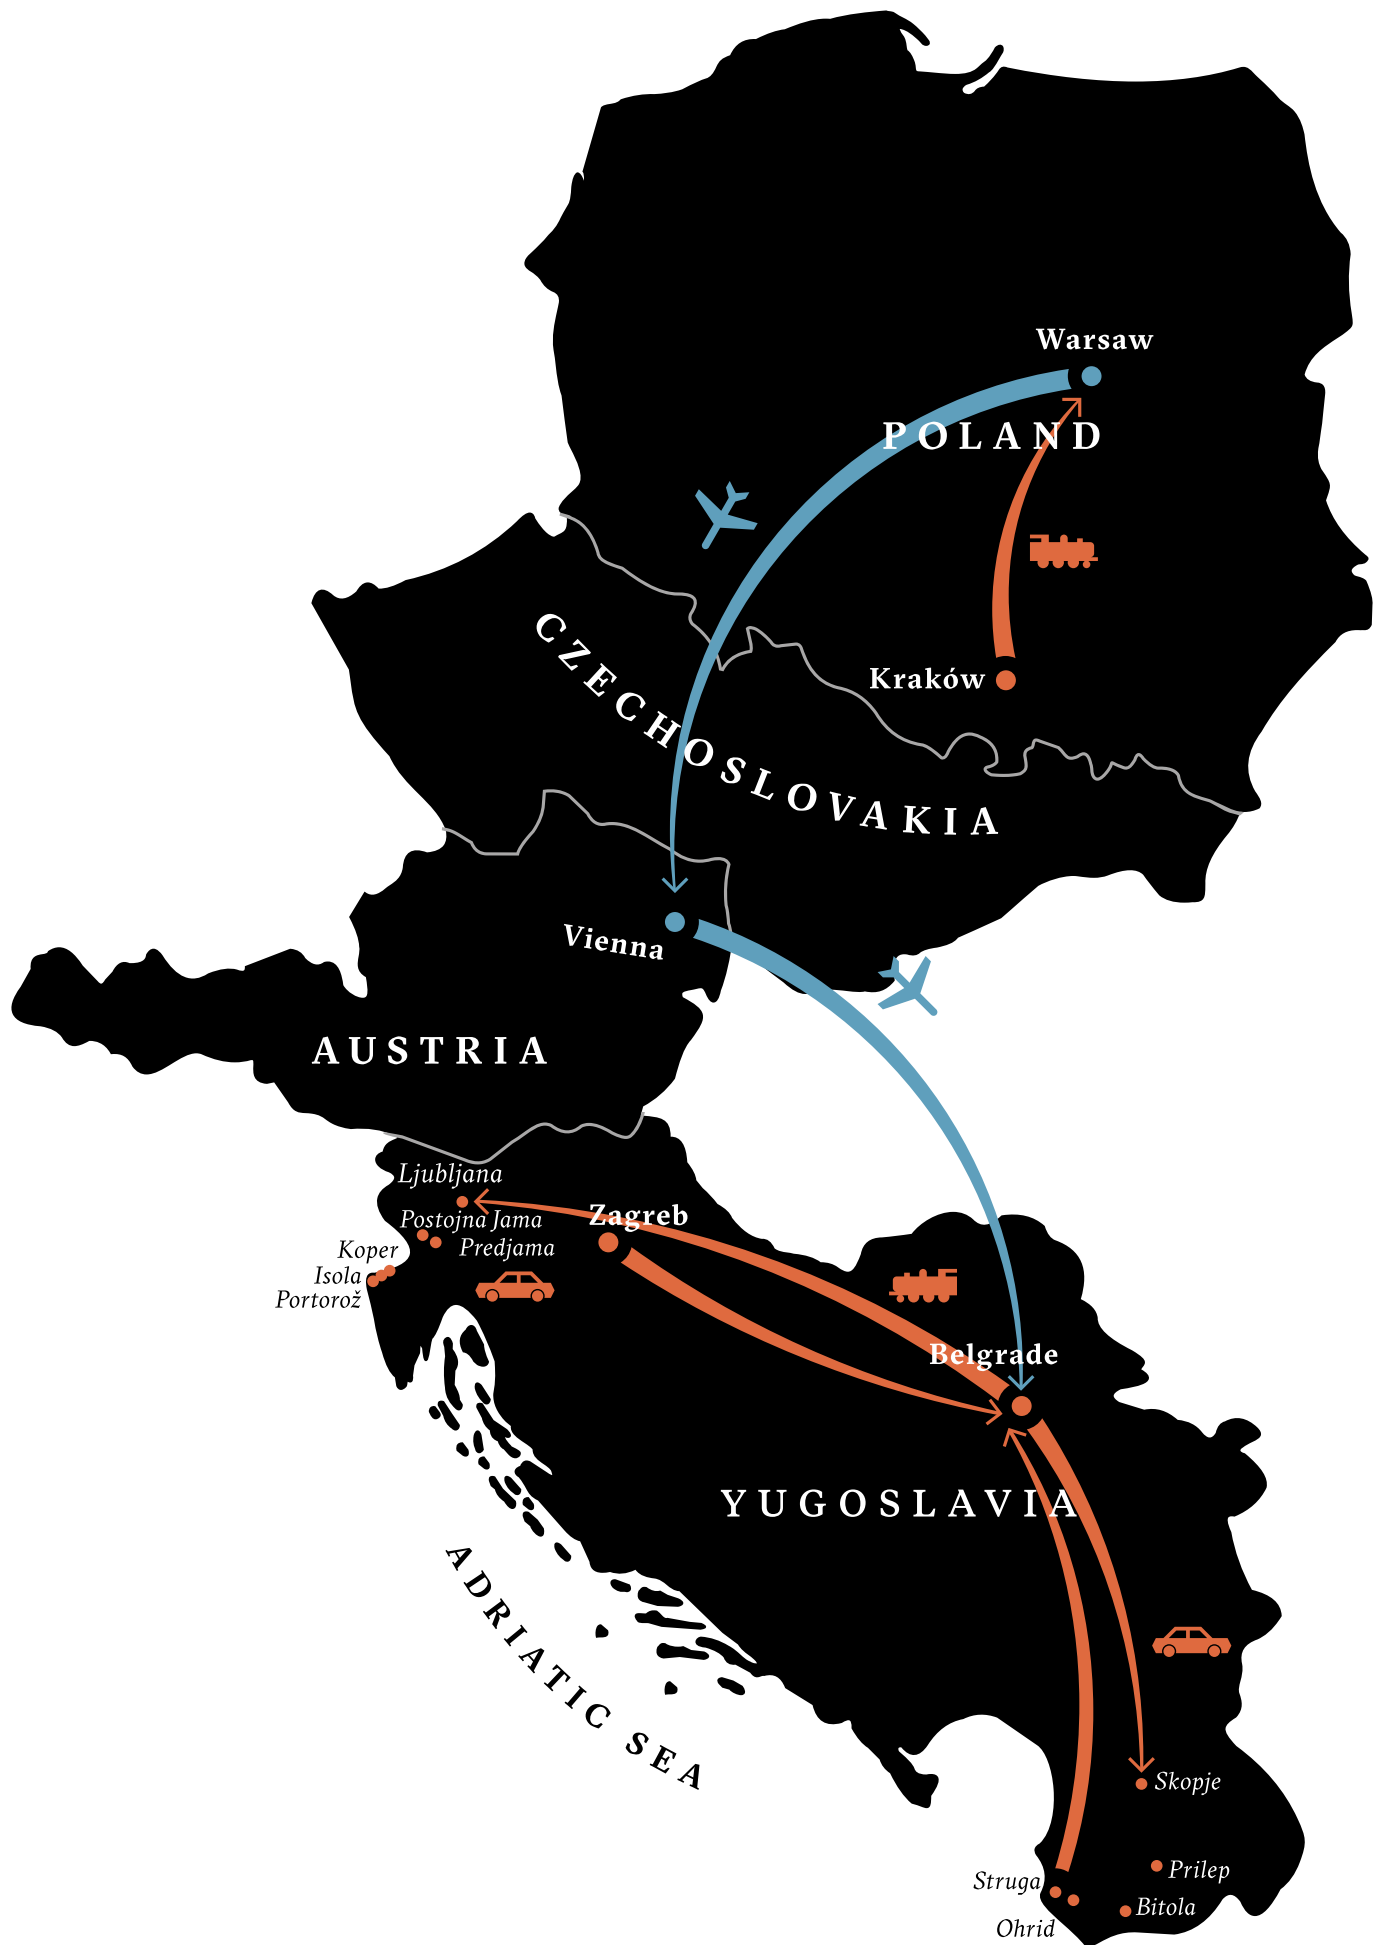 Warsaw
POLAND
Kraków
CZECHOSLOVAKIA
Vienna
AUSTRIA
Ljubljana
Zagreb
Postojna Jama
Koper
Predjama
Isola
Portorož
Belgrade
YUGOSLAVIA
ADRIATIC SEA
Skopje
Prilep
Struga
Bitola
Ohrid